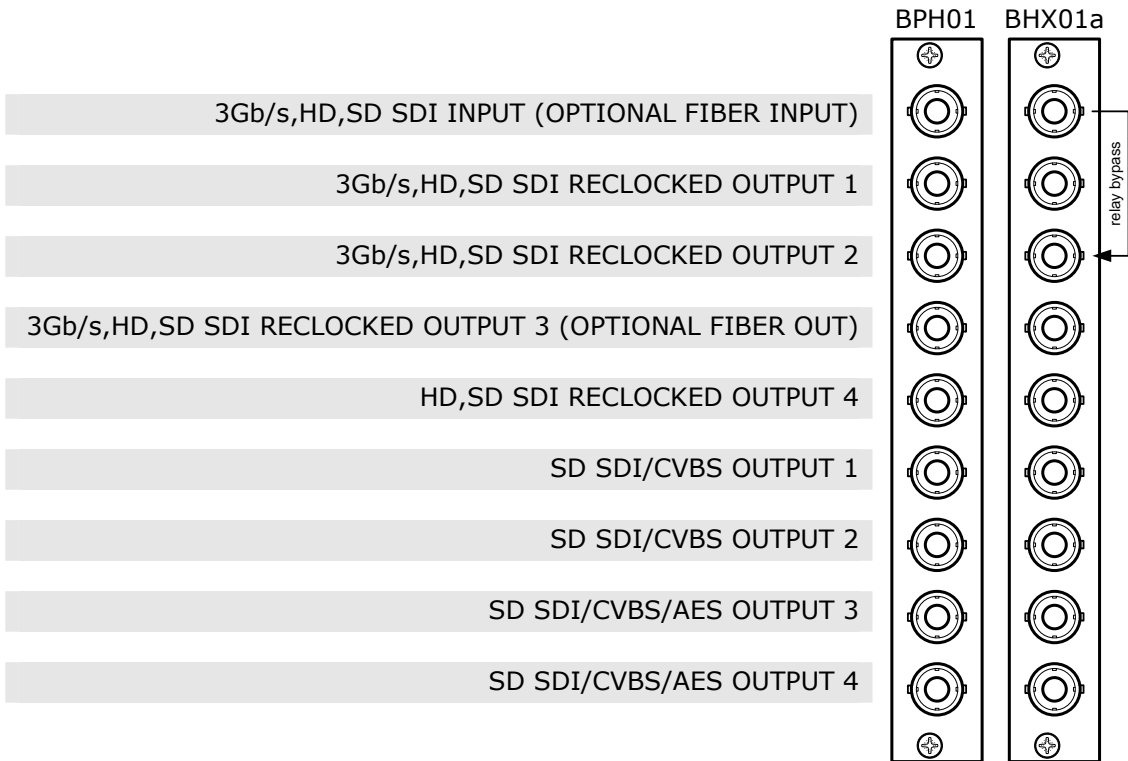 BPH01 BHX01a
3Gb/s,HD,SD SDI INPUT (OPTIONAL FIBER INPUT)
3Gb/s,HD,SD SDI RECLOCKED OUTPUT 1
relay bypass
3Gb/s,HD,SD SDI RECLOCKED OUTPUT 2
3Gb/s,HD,SD SDI RECLOCKED OUTPUT 3 (OPTIONAL FIBER OUT)
HD,SD SDI RECLOCKED OUTPUT 4
SD SDI/CVBS OUTPUT 1
SD SDI/CVBS OUTPUT 2
SD SDI/CVBS/AES OUTPUT 3
SD SDI/CVBS/AES OUTPUT 4